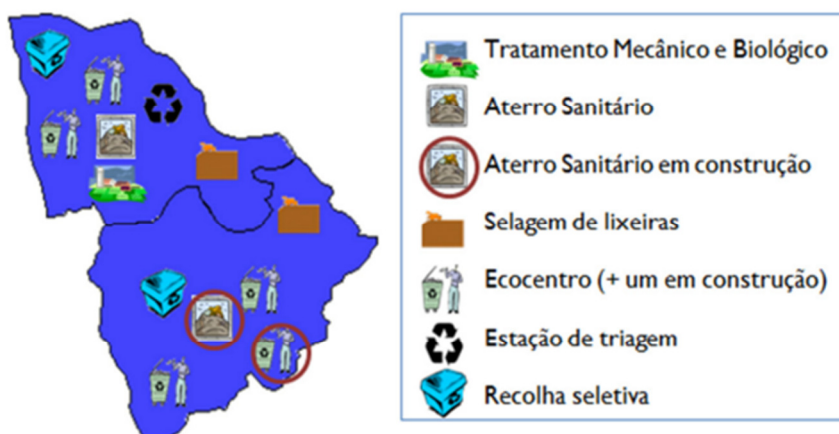 Tratamento Mecânico e Biológico
Aterro Sanitário
Aterro Sanitário em construção
Selagem de lixeiras
Ecocentro (+ um em construção)
Estação de triagem
Recolha seletiva